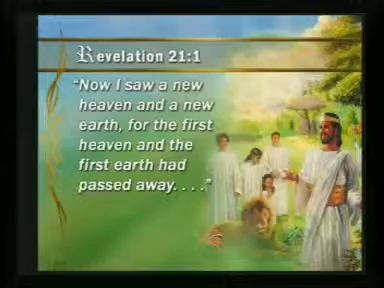 Revelation 21:1
"Now I saw a new
heaven and a new
earth, for the first
heaven and the
first earth had
passed away. . . ."